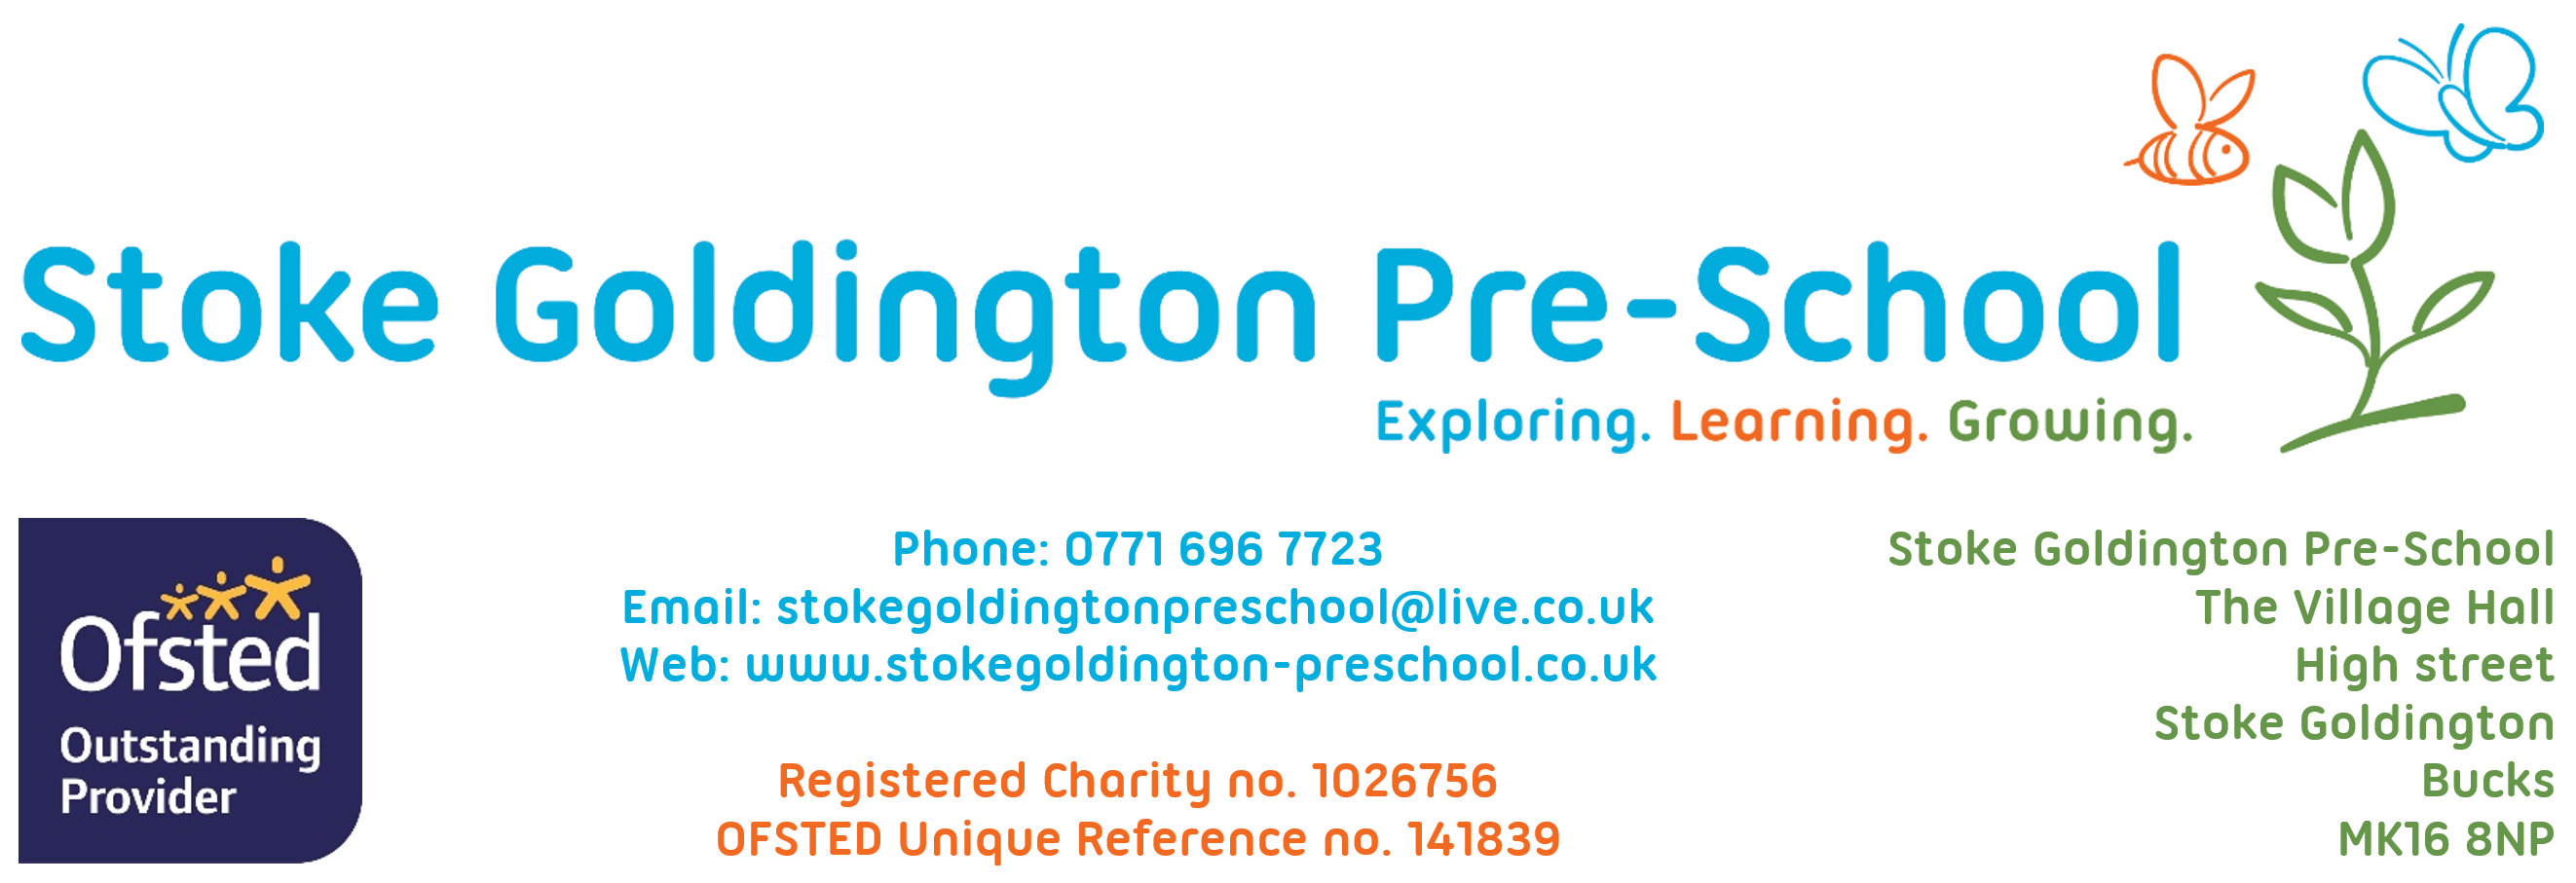 Stoke Goldington Pre-School
Exploring. Learning. Growing.
Ofsted
Outstanding
Provider
Phone: 0771 696 7723
Email: stokegoldingtonpreschool@live.co.uk
Web: www.stokegoldington-preschool.co.uk
Registered Charity no. 1026756
OFSTED Unique Reference no. 141839
Stoke Goldington Pre-School
The Village Hall
High street
Stoke Goldington
Bucks
MK16 8NP